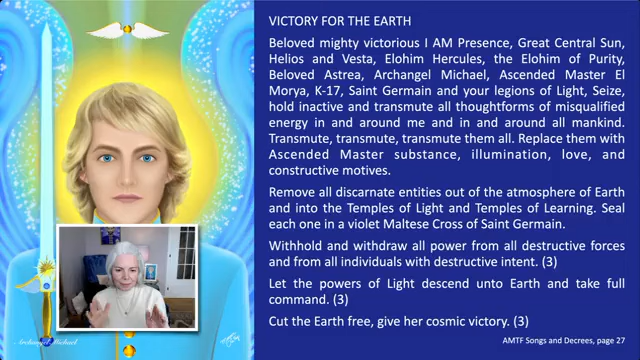 VICTORY FOR THE EARTH
Beloved mighty victorious I AM Presence, Great Central Sun,
Helios and Vesta, Elohim Hercules, the Elohim of Purity,
Beloved Astrea, Archangel Michael, Ascended Master El
Morya, K-17, Saint Germain and your legions of Light, Seize,
hold inactive and transmute all thoughtforms of misqualified
energy in and around me and in and around all mankind.
Transmute, transmute, transmute them all. Replace them with
Ascended Master substance, illumination, love, and
constructive motives.
Remove all discarnate entities out of the atmosphere of Earth
and into the Temples of Light and Temples of Learning. Seal
each one in a violet Maltese Cross of Saint Germain.
Withhold and withdraw all power from all destructive forces
and from all individuals with destructive intent. (3)
Let the powers of Light descend unto Earth and take full
command. (3)
Cut the Earth free, give her cosmic victory. (3)
AMTF Songs and Decrees, page 27
Archangel Michael